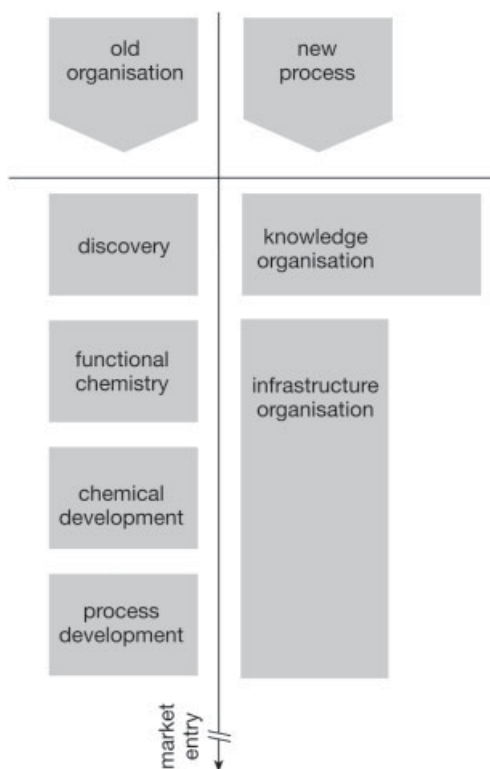 old
organisation
new
process
discovery
knowledge
organisation
functional
chemistry
infrastructure
organisation
chemical
development
process
development
market
entry